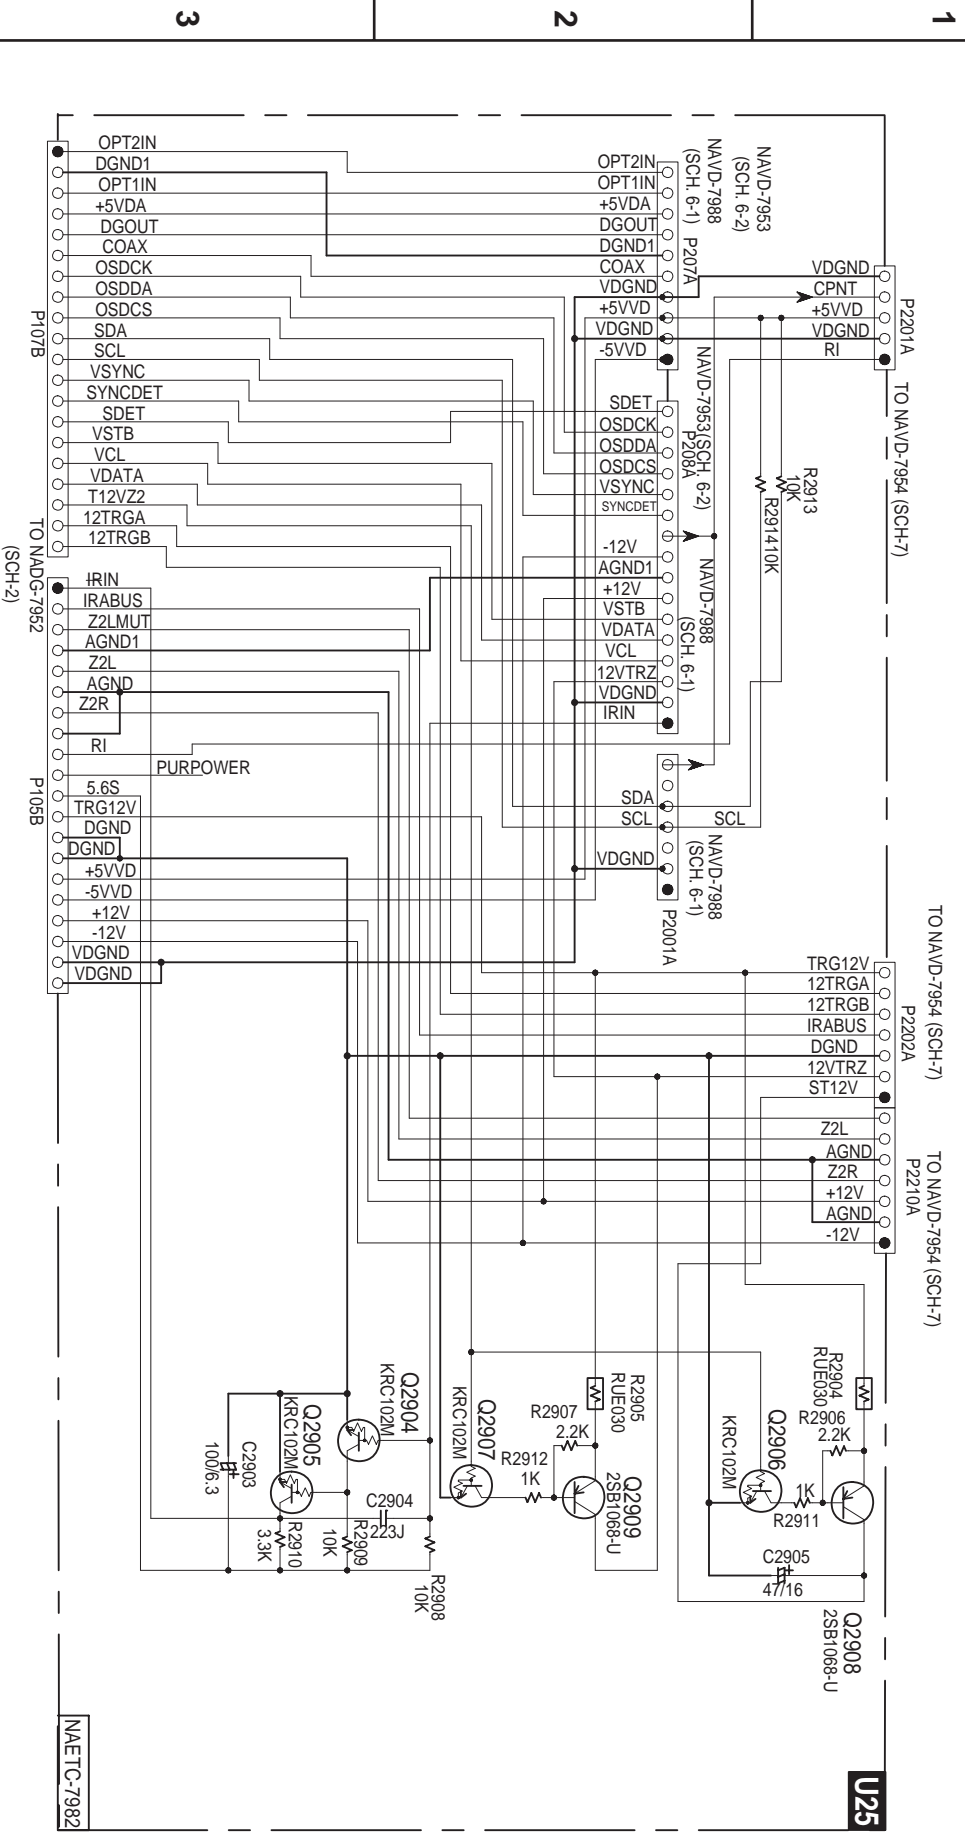 3
2
1
OPT2IN
DGND1
OPT1IN
+5VDA
DGOUT
COAX
OSDCK
OSDDA
OSDCS
SDA
SCL
VSYNC
SYNCDET
SDET
VSTB
VCL
VDATA
T12VZ2
12TRGA
12TRGB
P107B
TO NADG-7952
(SCH-2)
IRIN
IRABUS
Z2LMUT
AGND1
Z2L
AGND
Z2R
RI
PURPOWER
5.6S
TRG12V
DGND
DGND
+5VVD
-5VVD
+12V
-12V
VDGND
VDGND
P105B
NAVD-7953
(SCH. 6-2)
NAVD-7988
(SCH. 6-1)
OPT2IN
OPT1IN
+5VDA
DGOUT
DGND1
COAX
VDGND
+5VVD
VDGND
-5VVD
P207A
NAVD-7953(SCH. 6-2)
P208A
SDET
OSDCK
OSDDA
OSDCS
VSYNC
SYNCDET
-12V
AGND1
+12V
VSTB
VDATA
VCL
12VTRZ
VDGND
IRIN
NAVD-7988
(SCH. 6-1)
SDA
SCL
SCL
VDGND
NAVD-7988
(SCH. 6-1)
P2001A
VDGND
CPNT
+5VVD
VDGND
RI
P2201A
TO NAVD-7954 (SCH-7)
R2913
10K
R291410K
TO NAVD-7954 (SCH-7)
P2202A
TRG12V
12TRGA
12TRGB
IRABUS
DGND
12VTRZ
ST12V
Z2L
AGND
Z2R
+12V
AGND
-12V
TO NAVD-7954 (SCH-7)
P2210A
R2904
RUE030
R2906
2.2K
Q2906
KRC102M
1K
R2911
C2905
47/16
Q2908
2SB1068-U
R2905
RUE030
R2907
2.2K
R2912
1K
Q2907
KRC102M
Q2909
2SB1068-U
Q2904
KRC102M
Q2905
KRC102M
C2903
100/6.3
C2904
223J
R2909
10K
R2910
3.3K
R2908
10K
U25
NAETC-7982